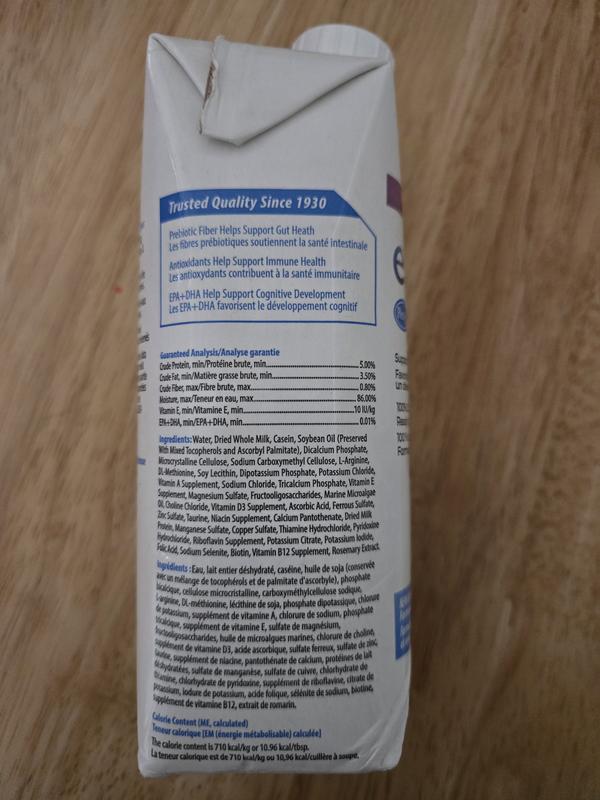 Trusted Quality Since 1930
Prebiotic Fiber Helps Support Gut Heath
Les fibres prébiotiques soutiennent la santé intestinale
Antioxidants Help Support Immune Health
Les antioxydants contribuent à la santé immunitaire
EPA+DHA Help Support Cognitive Development
Les EPA+DHA favorisent le développement cognitif
Guaranteed Analysis/Analyse garantie
Crude Protein, min/Protéine brute, min 5.00%
Crude Fat, min/Matière grasse brute, min 3.50%
Crude Fiber, max/Fibre brute, max 0.80%
Moisture, max/Teneur en eau, max 86.00%
Vitamin E, min/Vitamine E, min 10 IU/kg
EPA+DHA, min/EPA+DHA, min 0.01%
Ingredients: Water, Dried Whole Milk, Casein, Soybean Oil (Preserved
With Mixed Tocopherols and Ascorbyl Palmitate), Dicalcium Phosphate,
Microcrystalline Cellulose, Sodium Carboxymethyl Cellulose, L-Arginine,
DL-Methionine, Soy Lecithin, Dipotassium Phosphate, Potassium Chloride,
Vitamin A Supplement, Sodium Chloride, Tricalcium Phosphate, Vitamin E
Supplement, Magnesium Sulfate, Fructooligosaccharides, Marine Microalgae
Oil, Choline Chloride, Vitamin D3 Supplement, Ascorbic Acid, Ferrous Sulfate,
Zinc Sulfate, Taurine, Niacin Supplement, Calcium Pantothenate, Dried Milk
Protein, Manganese Sulfate, Copper Sulfate, Thiamine Hydrochloride, Pyridoxine
Hydrochloride, Riboflavin Supplement, Potassium Citrate, Potassium Iodide,
Folic Acid, Sodium Selenite, Biotin, Vitamin B12 Supplement, Rosemary Extract.
Ingrédients : Eau, lait entier déshydraté, caséine, huile de soja (conservée
avec un mélange de tocophérols et de palmitate d'ascorbyle), phosphate
bicalcique, cellulose microcristalline, carboxyméthylcellulose sodique,
L-arginine, DL-méthionine, lécithine de soja, phosphate dipotassique, chlorure
de potassium, supplément de vitamine A, chlorure de sodium, phosphate
tricalcique, supplément de vitamine E, sulfate de magnésium,
fructooligosaccharides, huile de microalgues marines, chlorure de choline,
supplément de vitamine D3, acide ascorbique, sulfate ferreux, sulfate de zinc,
taurine, supplément de niacine, pantothénate de calcium, protéines de lait
déshydratées, sulfate de manganèse, sulfate de cuivre, chlorhydrate de
thiamine, chlorhydrate de pyridoxine, supplément de riboflavine, citrate de
potassium, iodure de potassium, acide folique, sélénite de sodium, biotine,
supplément de vitamine B12, extrait de romarin.
Calorie Content (ME, calculated)
Teneur calorique [EM (énergie métabolisable) calculée]
The calorie content is 710 kcal/kg or 10.96 kcal/tbsp.
La teneur calorique est de 710 kcal/kg ou 10,96 kcal/cuillère à soupe.